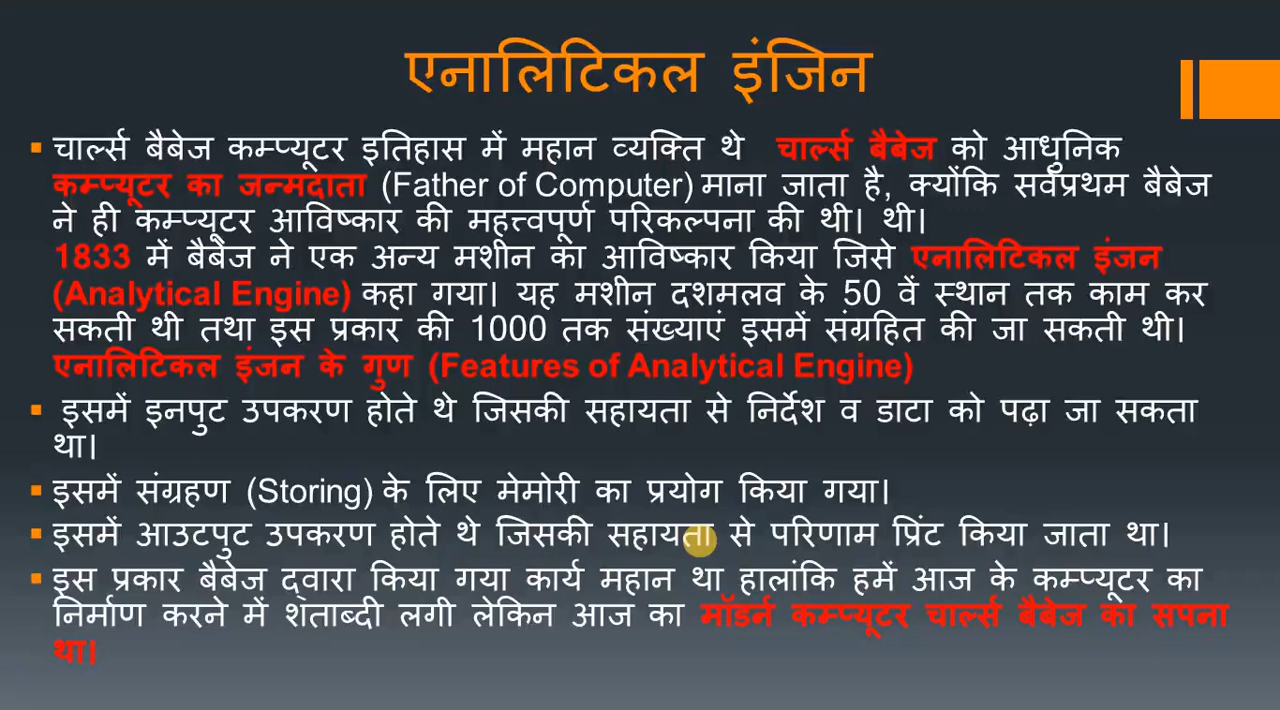 एनालिटिकल इंजिन
चार्ल्स बैबेज कम्प्यूटर इतिहास में महान व्यक्ति थे चार्ल्स बैबेज को आधुनिक
कम्प्यूटर का जन्मदाता (Father of Computer) माना जाता है, क्योंकि सर्वप्रथम बैबेज
ने ही कम्प्यूटर आविष्कार की महत्त्वपूर्ण परिकल्पना की थी। थी।
1833 में बैबेज ने एक अन्य मशीन का आविष्कार किया जिसे एनालिटिकल इंजन
(Analytical Engine) कहा गया। यह मशीन दशमलव के 50 वें स्थान तक काम कर
सकती थी तथा इस प्रकार की 1000 तक संख्याएं इसमें संग्रहित की जा सकती थी।
एनालिटिकल इंजन के गुण (Features of Analytical Engine)
इसमें इनपुट उपकरण होते थे जिसकी सहायता से निर्देश व डाटा को पढ़ा जा सकता
था।
इसमें संग्रहण (Storing) के लिए मेमोरी का प्रयोग किया गया।
इसमें आउटपुट उपकरण होते थे जिसकी सहायता से परिणाम प्रिंट किया जाता था।
इस प्रकार बैबेज द्वारा किया गया कार्य महान था हालांकि हमें आज के कम्प्यूटर का
निर्माण करने में शताब्दी लगी लेकिन आज का मॉडर्न कम्प्यूटर चार्ल्स बैबेज का सपना
था।